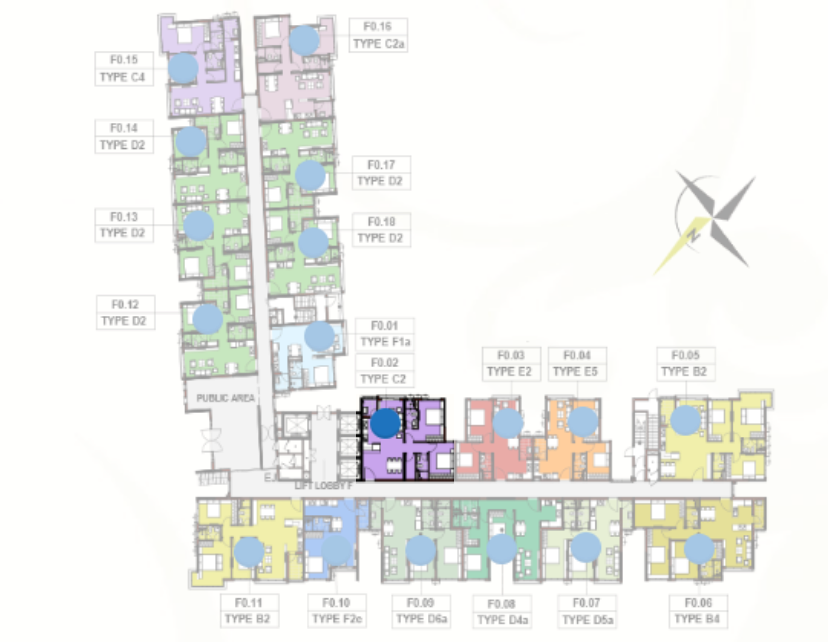 F0.16
TYPE C2a
F0.15
TYPE C4
F0.14
TYPE D2
F0.17
TYPE D2
F0.13
TYPE D2
F0.18
TYPE D2
N
F0.12
TYPE D2
F0.01
TYPE F1a
F0.02
TYPE C2
F0.03
TYPE E2
F0.04
TYPE E5
F0.05
TYPE B2
PUBLIC AREA
LIFT LOBBY F
F0.11
TYPE B2
F0.10
TYPE F2c
F0.09
TYPE D6a
F0.08
TYPE D4a
F0.07
TYPE D5a
F0.06
TYPE B4